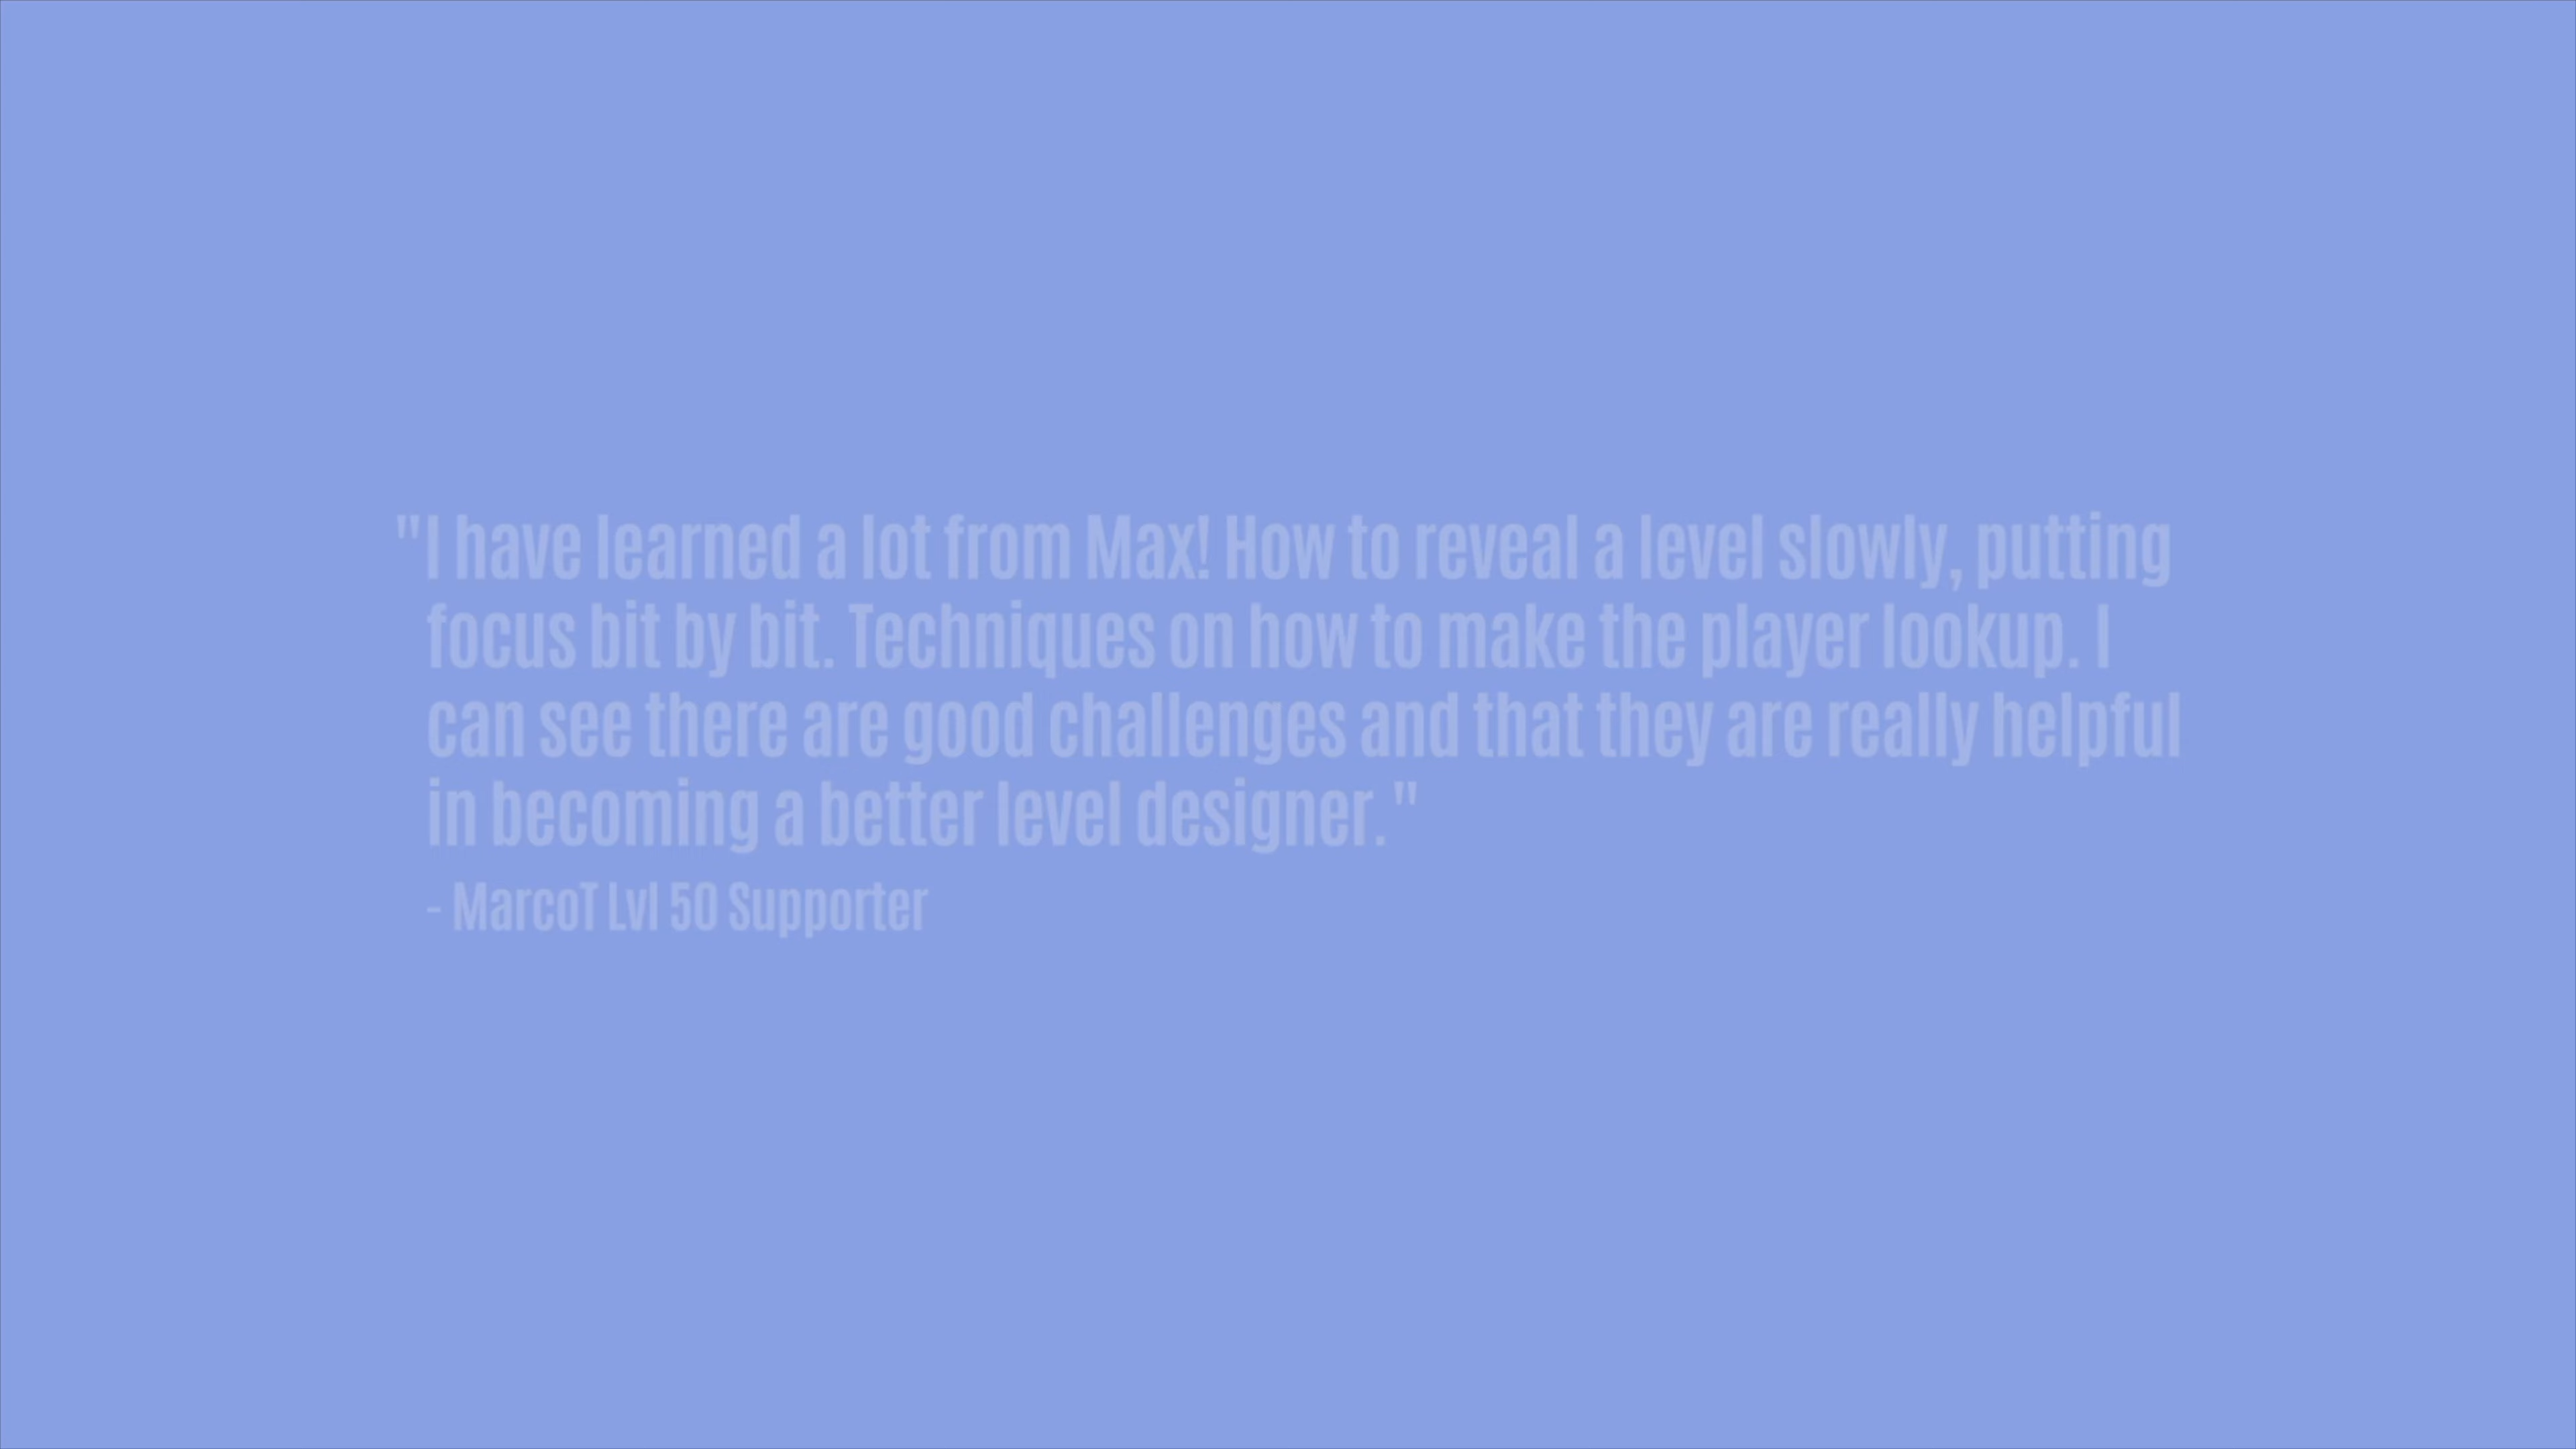 "I have learned a lot from Max! How to reveal a level slowly, putting
focus bit by bit. Techniques on how to make the player lookup. I
can see there are good challenges and that they are really helpful
in becoming a better level designer."
- MarcoT Lvl 50 Supporter